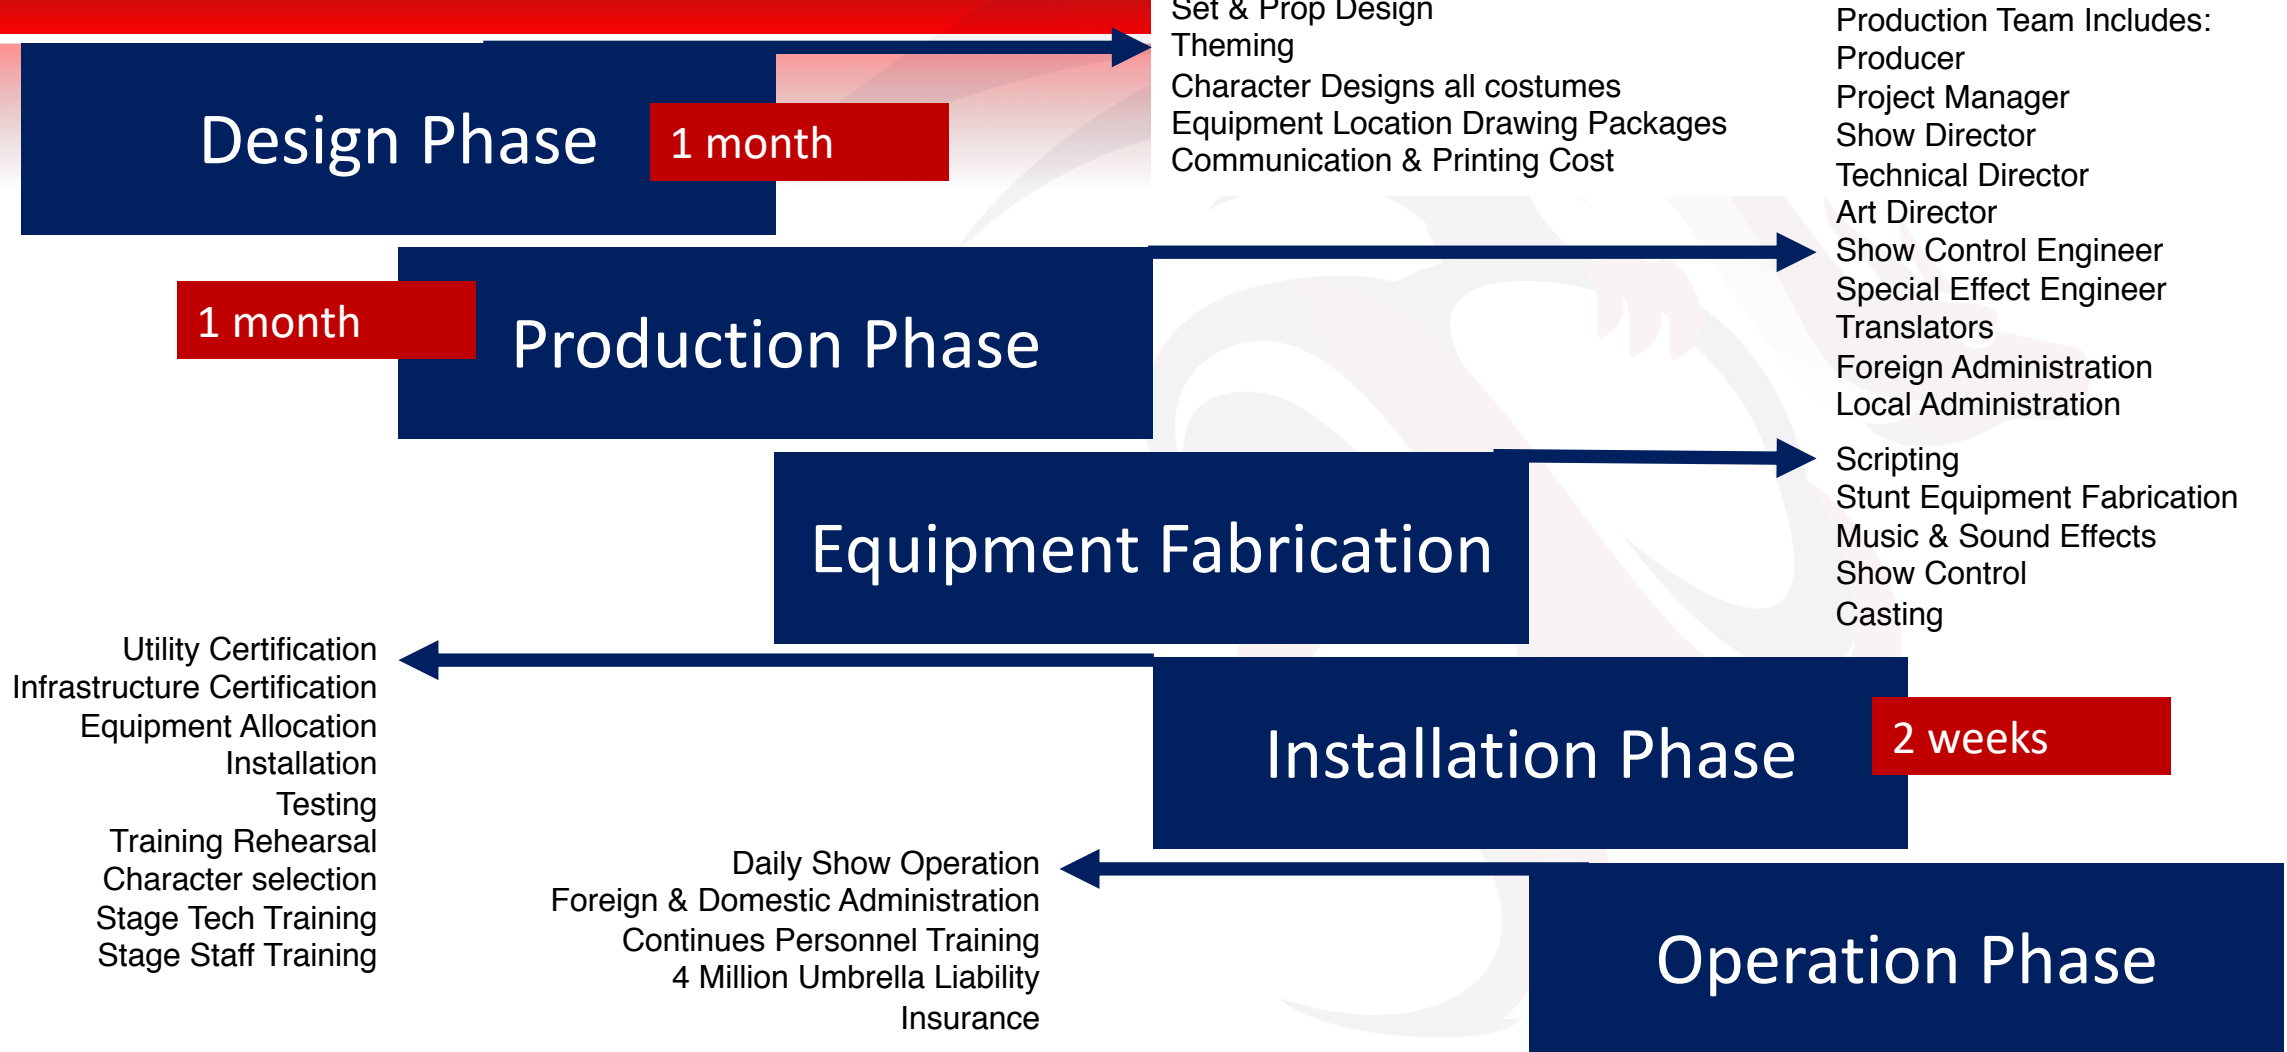 Set & Prop Design
Theming
Character Designs all costumes
Equipment Location Drawing Packages
Communication & Printing Cost
Design Phase
1 month
Production Team Includes:
Producer
Project Manager
Show Director
Technical Director
Art Director
Show Control Engineer
Special Effect Engineer
Translators
Foreign Administration
Local Administration
1 month
Production Phase
Scripting
Stunt Equipment Fabrication
Music & Sound Effects
Show Control
Casting
Equipment Fabrication
Utility Certification
Infrastructure Certification
Equipment Allocation
Installation
Testing
Training Rehearsal
Character selection
Stage Tech Training
Stage Staff Training
Installation Phase
2 weeks
Daily Show Operation
Foreign & Domestic Administration
Continues Personnel Training
4 Million Umbrella Liability
Insurance
Operation Phase